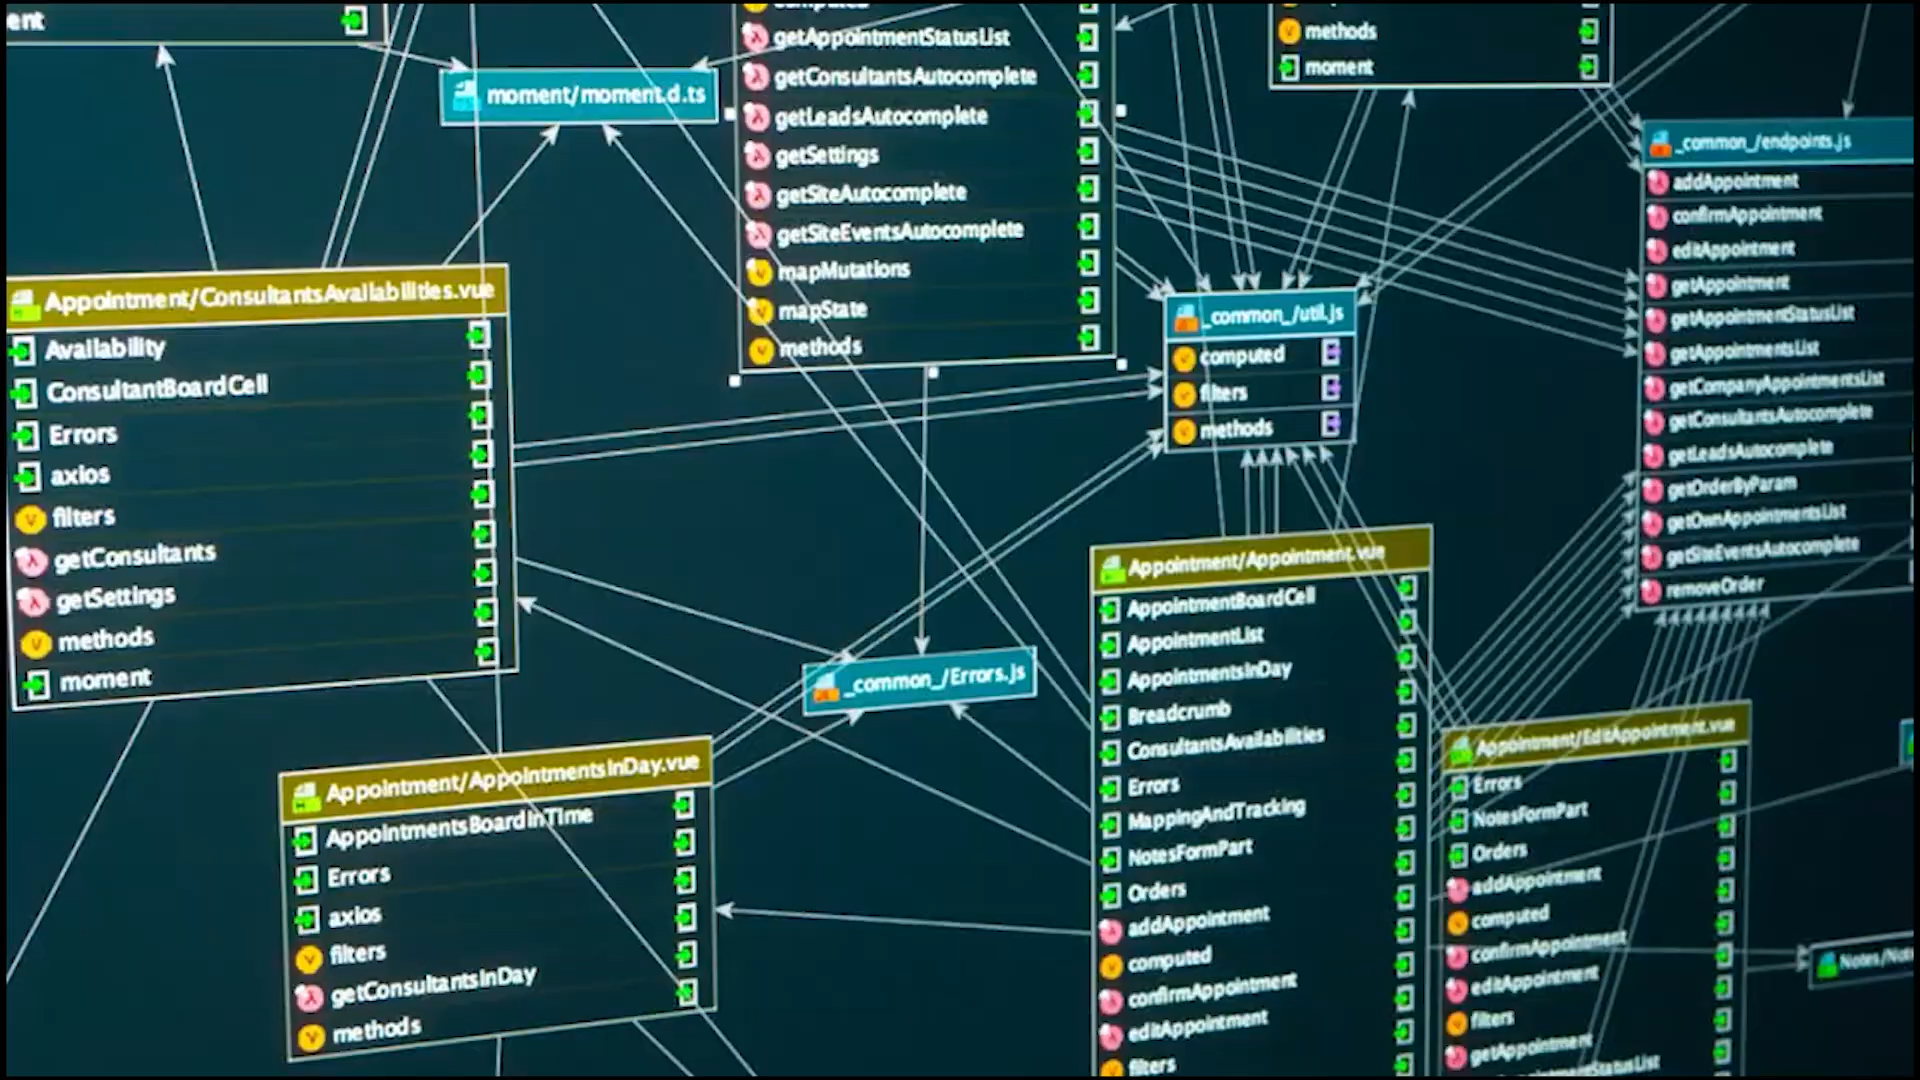 ent
moment/moment.d.ts
computed
getAppointmentStatusList
getConsultantsAutocomplete
getLeadsAutocomplete
getSettings
getSiteAutocomplete
getSiteEventsAutocomplete
mapMutations
mapState
methods
methods
moment
_common_/endpoints.js
addAppointment
confirmAppointment
editAppointment
getAppointment
getAppointmentStatusList
getAppointmentsList
getCompanyAppointmentsList
getConsultantsAutocomplete
getLeadsAutocomplete
getOrderByParam
getOwnAppointmentsList
getSiteEventsAutocomplete
removeOrder
Appointment/ConsultantsAvailabilities.vue
Availability
ConsultantBoardCell
Errors
axios
filters
getConsultants
getSettings
methods
moment
_common_/util.js
computed
filters
methods
_common_/Errors.js
Appointment/AppointmentsInDay.vue
AppointmentsBoardInTime
Errors
axios
filters
getConsultantsInDay
methods
Appointment/Appointment.vue
AppointmentBoardCell
AppointmentList
AppointmentsInDay
Breadcrumb
ConsultantsAvailabilities
Errors
MappingAndTracking
NotesFormPart
Orders
addAppointment
computed
confirmAppointment
editAppointment
filters
Appointment/EditAppointment.vue
Errors
NotesFormPart
Orders
addAppointment
computed
confirmAppointment
editAppointment
filters
getAppointment
ntmentStatusList
Notes/Not